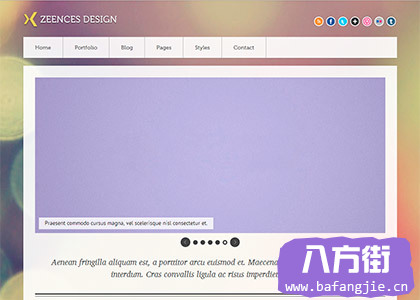 ZEENCES DESIGN
Home Portfolio Blog Pages Styles Contact
Praesent commodo cursus magna, vel scelerisque nisl consectetur et.
Aenean fringilla aliquam est, a porttitor arcu euismod et. Maecena
interdum. Cras convallis ligula ac risus imperdie
八方街
www.bafangjie.cn